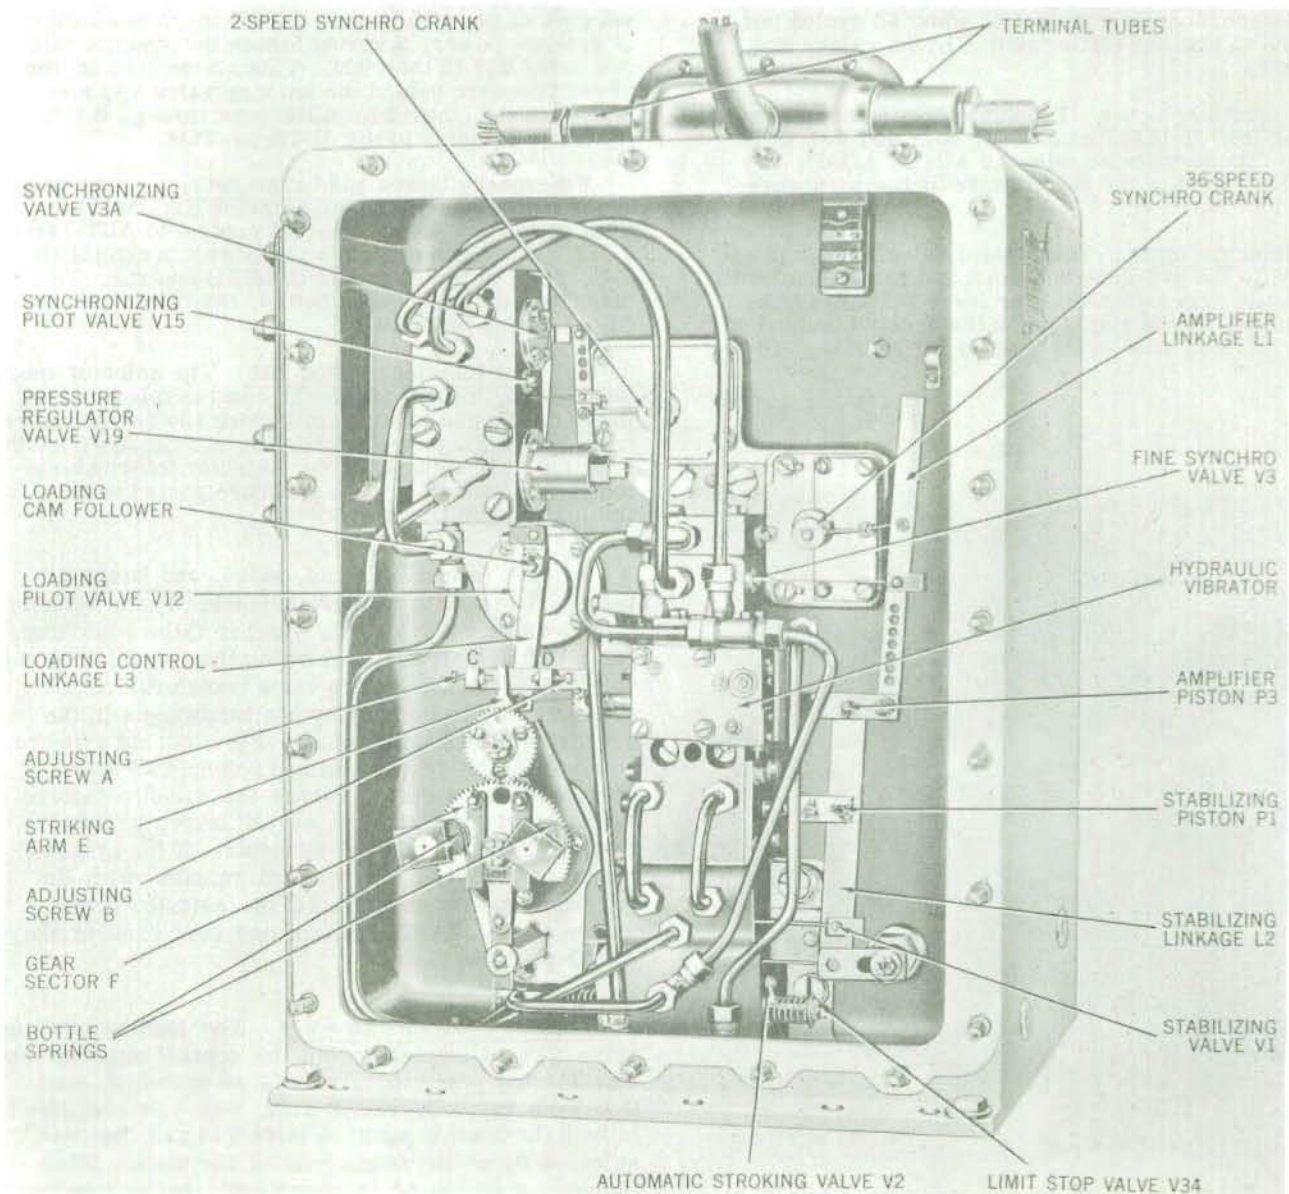 2-SPEED SYNCHRO CRANK
TERMINAL TUBES
SYNCHRONIZING
VALVE V3A
SYNCHRONIZING
PILOT VALVE V15
PRESSURE
REGULATOR
VALVE V19
LOADING
CAM FOLLOWER
LOADING
PILOT VALVE V12
LOADING CONTROL
LINKAGE L3
ADJUSTING
SCREW A
STRIKING
ARM E
ADJUSTING
SCREW B
GEAR
SECTOR F
BOTTLE
SPRINGS
C
D
36-SPEED
SYNCHRO CRANK
AMPLIFIER
LINKAGE L1
FINE SYNCHRO
VALVE V3
HYDRAULIC
VIBRATOR
AMPLIFIER
PISTON P3
STABILIZING
PISTON P1
STABILIZING
LINKAGE L2
STABILIZING
VALVE V1
AUTOMATIC STROKING VALVE V2
LIMIT STOP VALVE V34